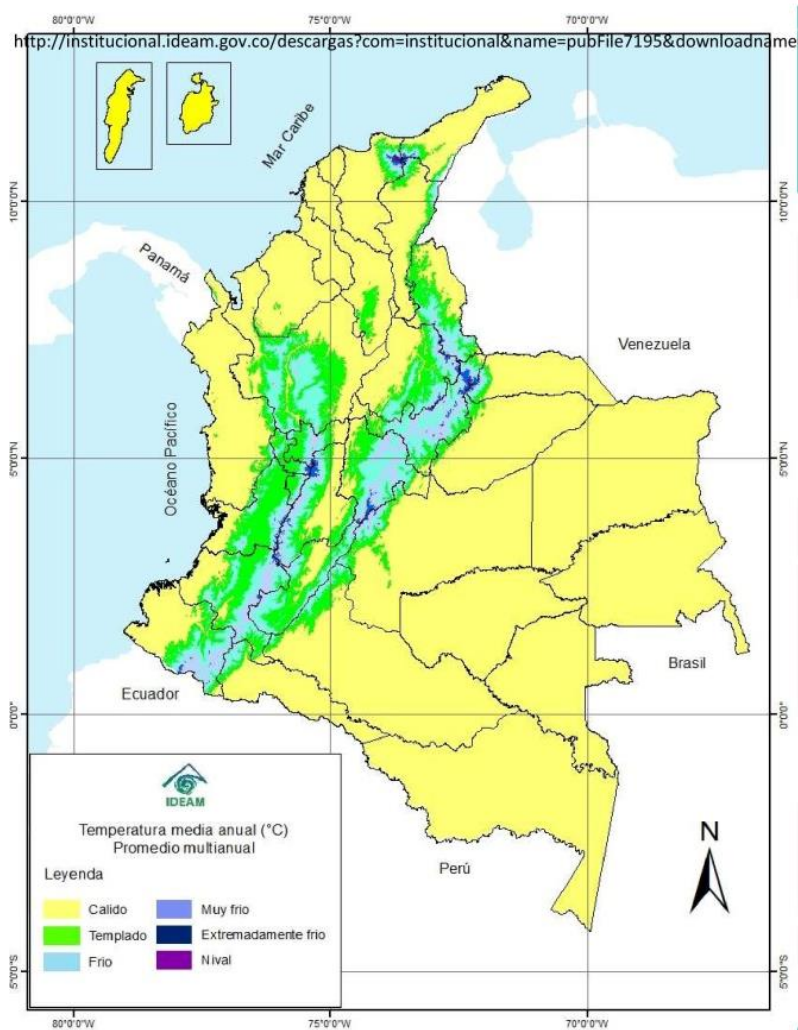 80°0'0"W
75°0'0"W
70°0'0"W
http://institucional.ideam.gov.co/descargas?com=institucional&name=pubFile7195&downloadname
Mar Caribe
10°0'0"N
10°0'0"N
Panamá
Venezuela
Océano Pacífico
5°0'0"N
5°0'0"N
Brasil
Ecuador
0°0'0"
0°0'0"
IDEAM
Temperatura media anual (°C)
Promedio multianual
Leyenda
Calido
Muy frio
Templado
Extremadamente frio
Frio
Nival
Perú
N
5°0'0"S
5°0'0"S
80°0'0"W
75°0'0"W
70°0'0"W